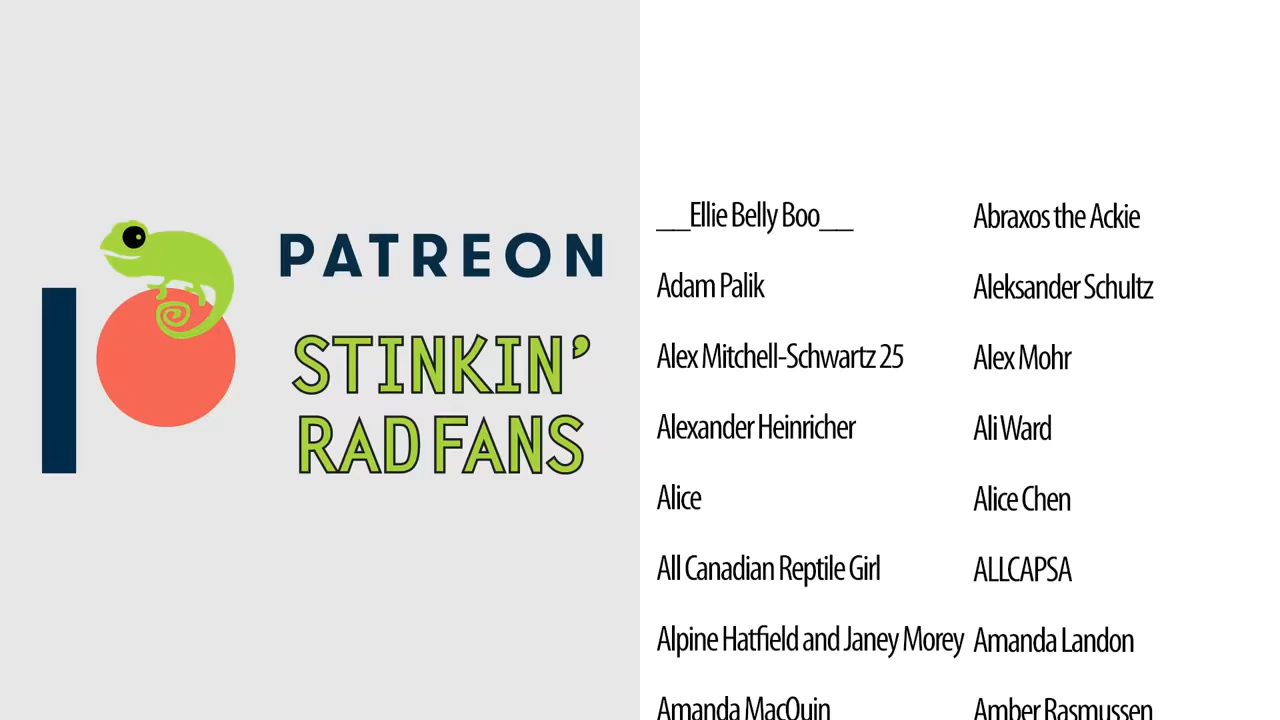 PATREON
STINKIN'
RAD FANS
__Ellie Belly Boo__ Abraxos the Ackie
Adam Palik Aleksander Schultz
Alex Mitchell-Schwartz 25 Alex Mohr
Alexander Heinricher Ali Ward
Alice Alice Chen
All Canadian Reptile Girl ALLCAPSA
Alpine Hatfield and Janey Morey Amanda Landon
Amanda MacQuin Amber Rasmussen